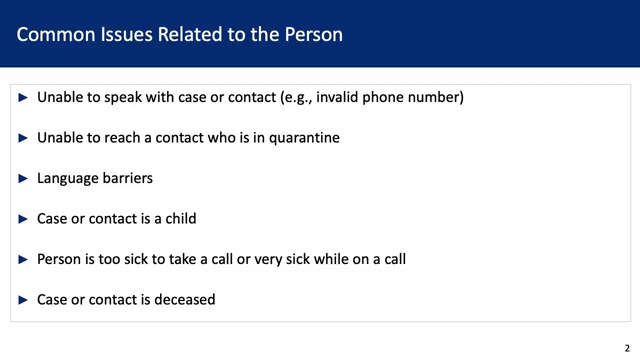 Common Issues Related to the Person
► Unable to speak with case or contact (e.g., invalid phone number)
► Unable to reach a contact who is in quarantine
► Language barriers
► Case or contact is a child
► Person is too sick to take a call or very sick while on a call
► Case or contact is deceased
2